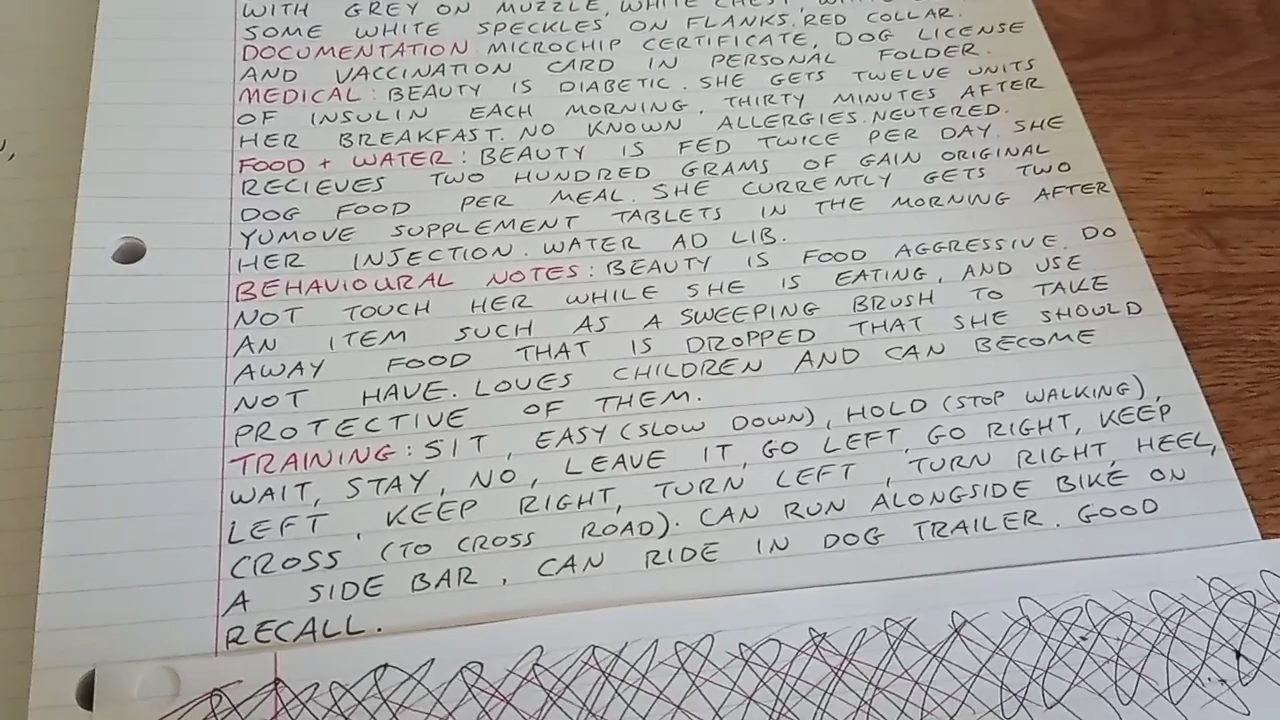 WITH GREY ON MUZZLE, WHITE CHEST,
SOME WHITE SPECKLES ON FLANKS. RED COLLAR.
DOCUMENTATION: MICROCHIP CERTIFICATE, DOG LICENSE
AND VACCINATION CARD IN PERSONAL FOLDER.
MEDICAL: BEAUTY IS DIABETIC. SHE GETS TWELVE UNITS
OF INSULIN EACH MORNING, THIRTY MINUTES AFTER
HER BREAKFAST. NO KNOWN ALLERGIES. NEUTERED.
FOOD + WATER: BEAUTY IS FED TWICE PER DAY. SHE
RECIEVES TWO HUNDRED GRAMS OF GAIN ORIGINAL
DOG FOOD PER MEAL. SHE CURRENTLY GETS TWO
YUMOVE SUPPLEMENT TABLETS IN THE MORNING AFTER
HER INJECTION. WATER AD LIB.
BEHAVIOURAL NOTES: BEAUTY IS FOOD AGGRESSIVE. DO
NOT TOUCH HER WHILE SHE IS EATING, AND USE
AN ITEM SUCH AS A SWEEPING BRUSH TO TAKE
AWAY FOOD THAT IS DROPPED THAT SHE SHOULD
NOT HAVE. LOVES CHILDREN AND CAN BECOME
PROTECTIVE OF THEM.
TRAINING: SIT, EASY (SLOW DOWN), HOLD (STOP WALKING),
WAIT, STAY, NO, LEAVE IT, GO LEFT, GO RIGHT, KEEP
LEFT, KEEP RIGHT, TURN LEFT, TURN RIGHT, HEEL,
CROSS (TO CROSS ROAD). CAN RUN ALONGSIDE BIKE ON
A SIDE BAR, CAN RIDE IN DOG TRAILER. GOOD
RECALL.